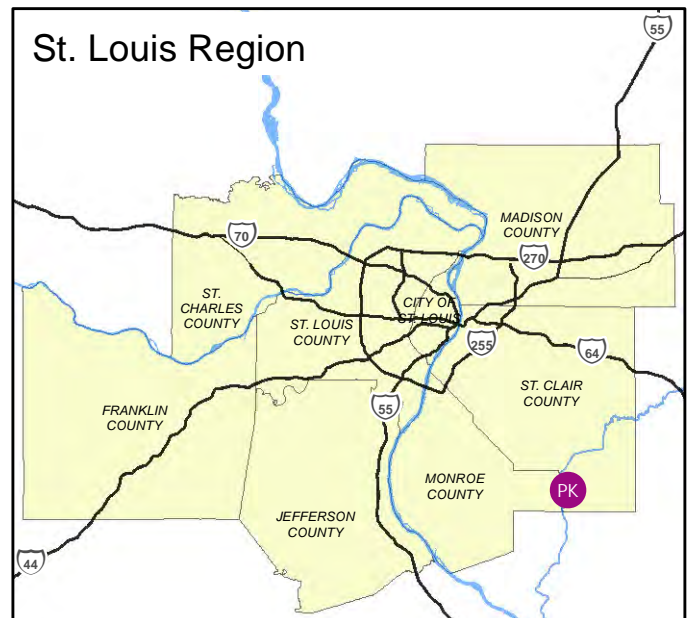 St. Louis Region
55
MADISON
COUNTY
70
270
ST.
CHARLES
COUNTY
ST. LOUIS
COUNTY
CITY OF
ST. LOUIS
255
64
ST. CLAIR
COUNTY
FRANKLIN
COUNTY
55
MONROE
COUNTY
PK
JEFFERSON
COUNTY
44